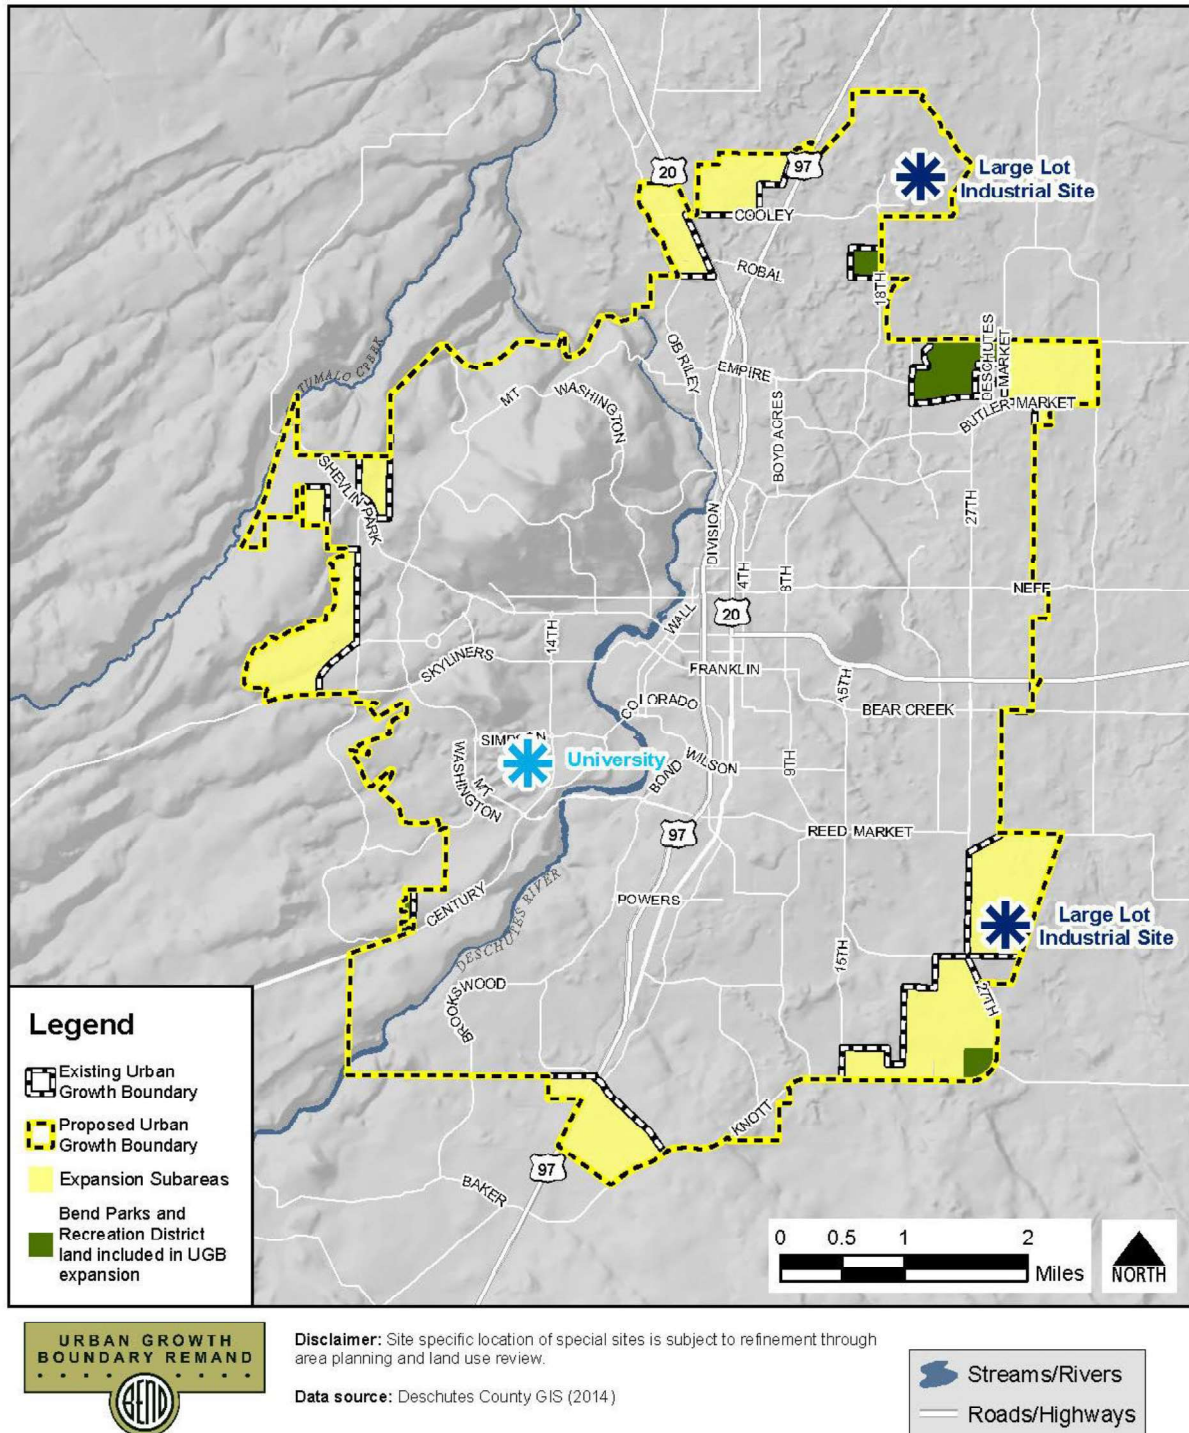 20
97
Large Lot
Industrial Site
COOLEY
ROBAL
18TH
TUMALO CREEK
OB RILEY
EMPIRE
DESCHUTES
MARKET
MT
WASHINGTON
BUTLER MARKET
BOYD ACRES
SHEVLIN PARK
27TH
DIVISION
4TH
8TH
NEFF
20
WALL
14TH
FRANKLIN
SKYLINERS
15TH
COLORADO
BEAR CREEK
SIMPSON
University
WILSON
BOND
9TH
MT
WASHINGTON
97
REED MARKET
CENTURY
POWERS
DESCHUTES RIVER
Large Lot
Industrial Site
15TH
BROOKSWOOD
27TH
KNOTT
97
BAKER
Legend
Existing Urban
Growth Boundary
Proposed Urban
Growth Boundary
Expansion Subareas
Bend Parks and
Recreation District
land included in UGB
expansion
0 0.5 1 2
Miles
NORTH
URBAN GROWTH
BOUNDARY REMAND
BEND
Disclaimer: Site specific location of special sites is subject to refinement through
area planning and land use review.
Data source: Deschutes County GIS (2014)
Streams/Rivers
Roads/Highways